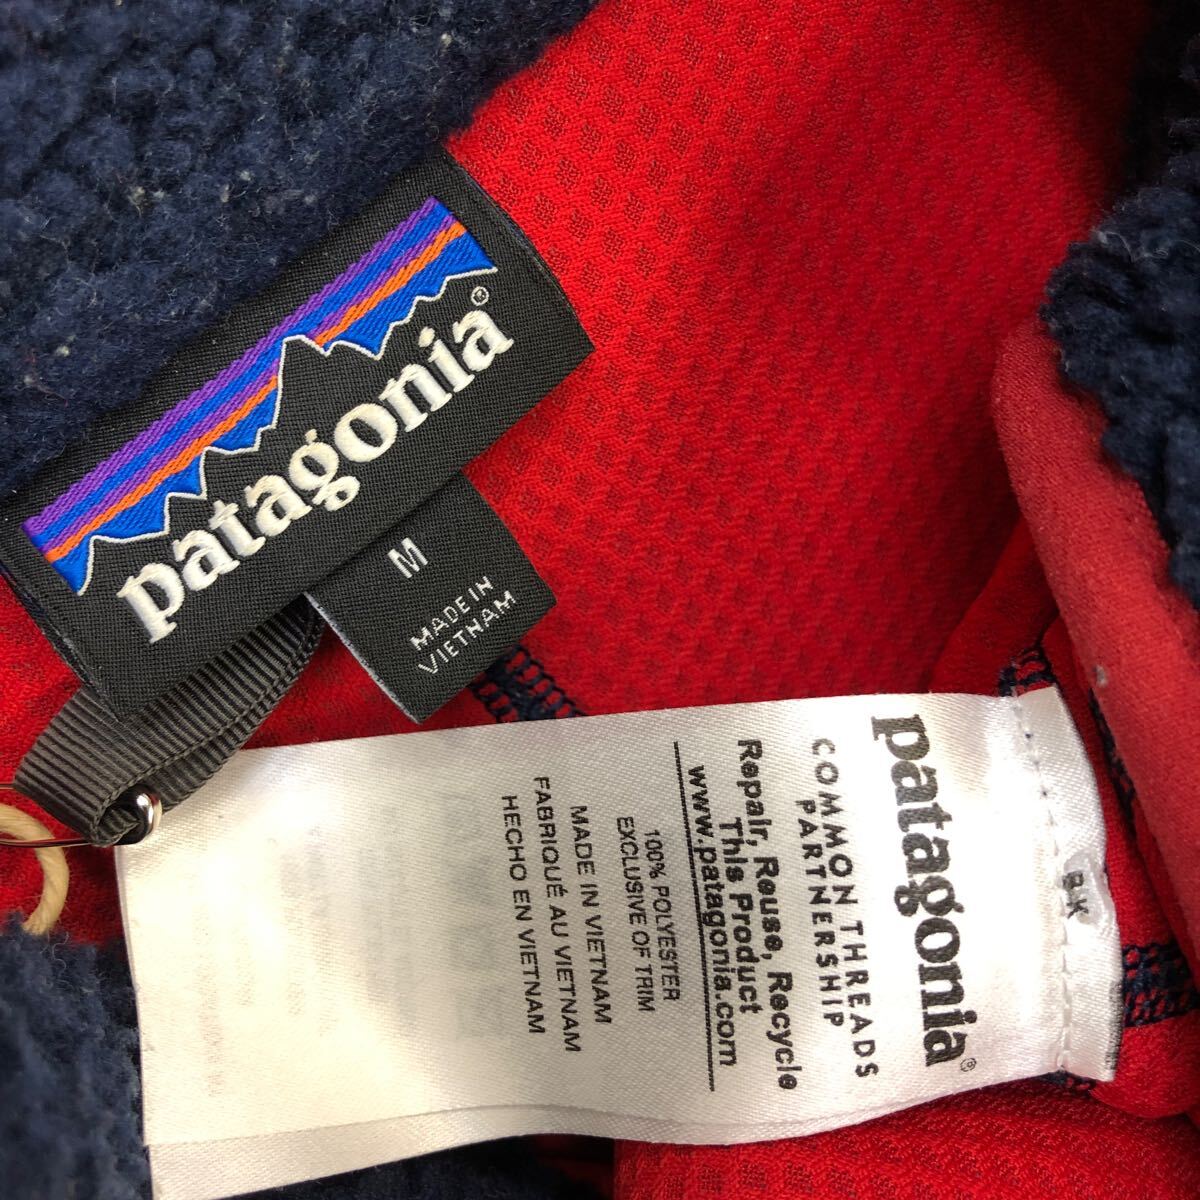 patagonia®
M
MADE IN
VIETNAM
patagonia®
COMMON THREADS
PARTNERSHIP
Repair, Reuse, Recycle
This Product
www.patagonia.com
100% POLYESTER
EXCLUSIVE OF TRIM
MADE IN VIETNAM
FABRIQUÉ AU VIETNAM
HECHO EN VIETNAM